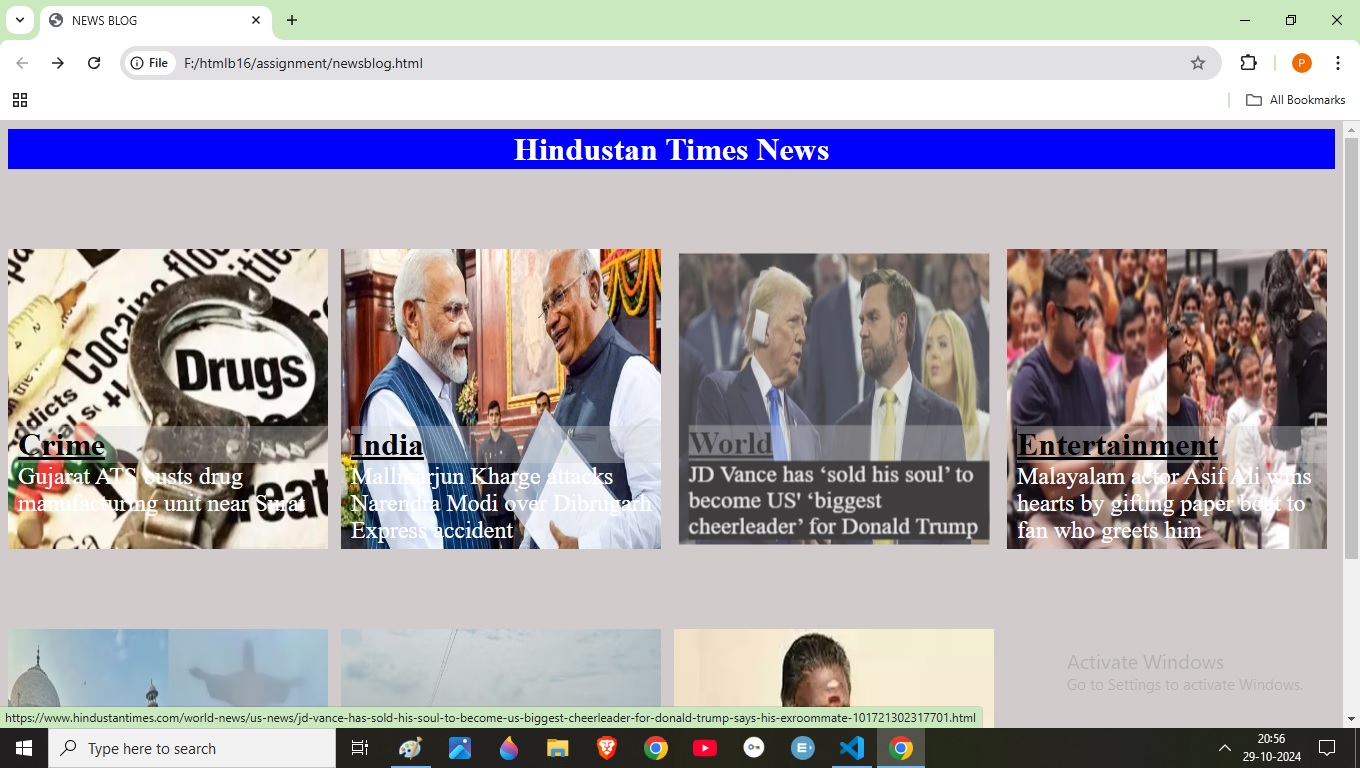 NEWS BLOG
File F:/htmlb16/assignment/newsblog.html
All Bookmarks
Hindustan Times News
Cocaine
Drugs
Crime
Gujarat ATS busts drug
manufacturing unit near Surat
India
Mallikarjun Kharge attacks
Narendra Modi over Dibrugarh
Express accident
World
JD Vance has ‘sold his soul’ to
become US' ‘biggest
cheerleader’ for Donald Trump
Entertainment
Malayalam actor Asif Ali wins
hearts by gifting paper boat to
fan who greets him
Activate Windows
Go to Settings to activate Windows.
https://www.hindustantimes.com/world-news/us-news/jd-vance-has-sold-his-soul-to-become-us-biggest-cheerleader-for-donald-trump-says-his-exroommate-101721302317701.html
Type here to search
20:56
29-10-2024